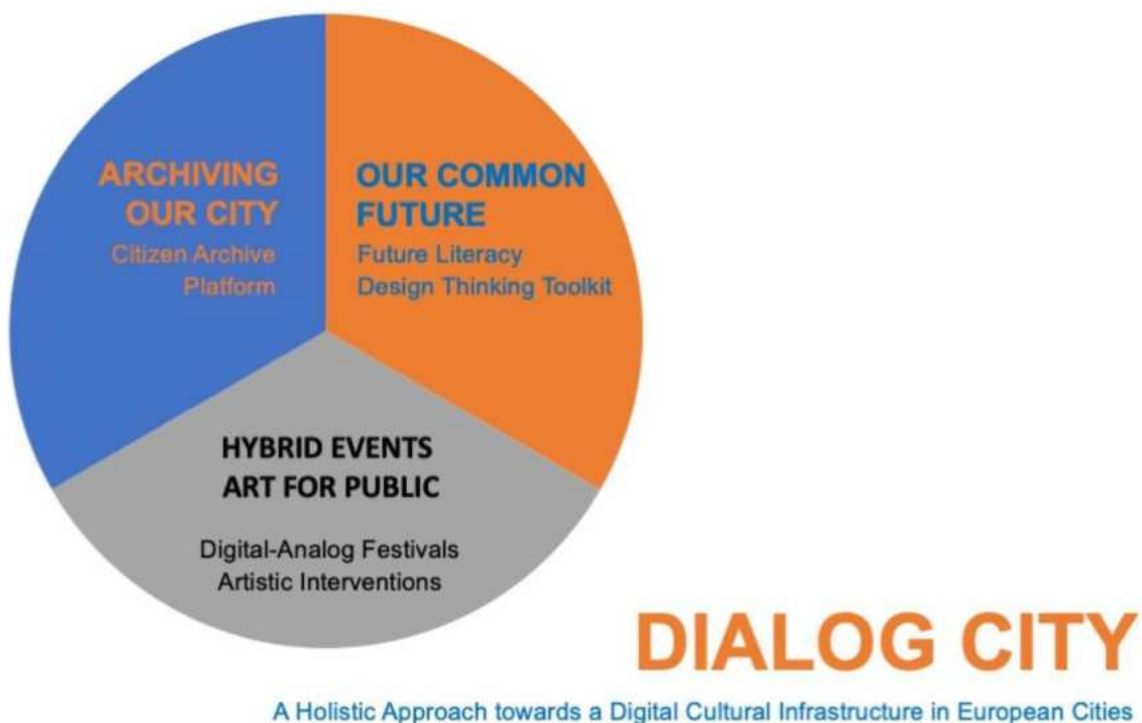 ARCHIVING
OUR CITY
Citizen Archive
Platform
OUR COMMON
FUTURE
Future Literacy
Design Thinking Toolkit
HYBRID EVENTS
ART FOR PUBLIC
Digital-Analog Festivals
Artistic Interventions
DIALOG CITY
A Holistic Approach towards a Digital Cultural Infrastructure in European Cities